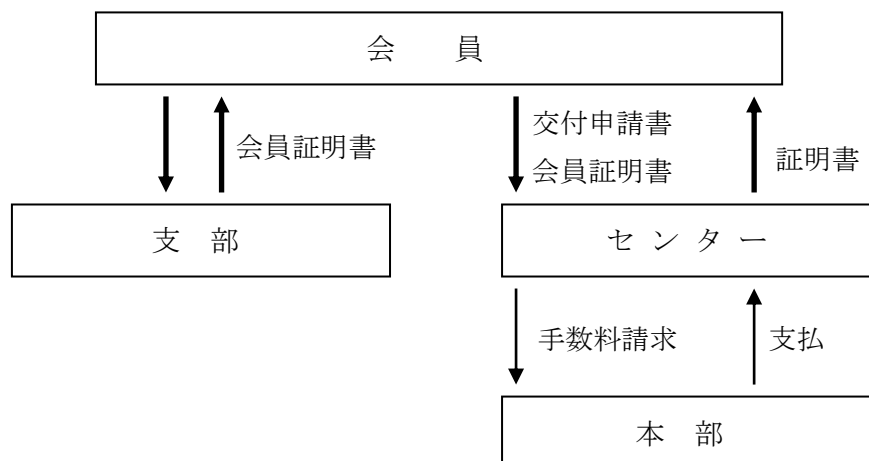 会 員
会員証明書
交付申請書
会員証明書
証明書
支 部
セ ン タ ー
手数料請求
支払
本 部